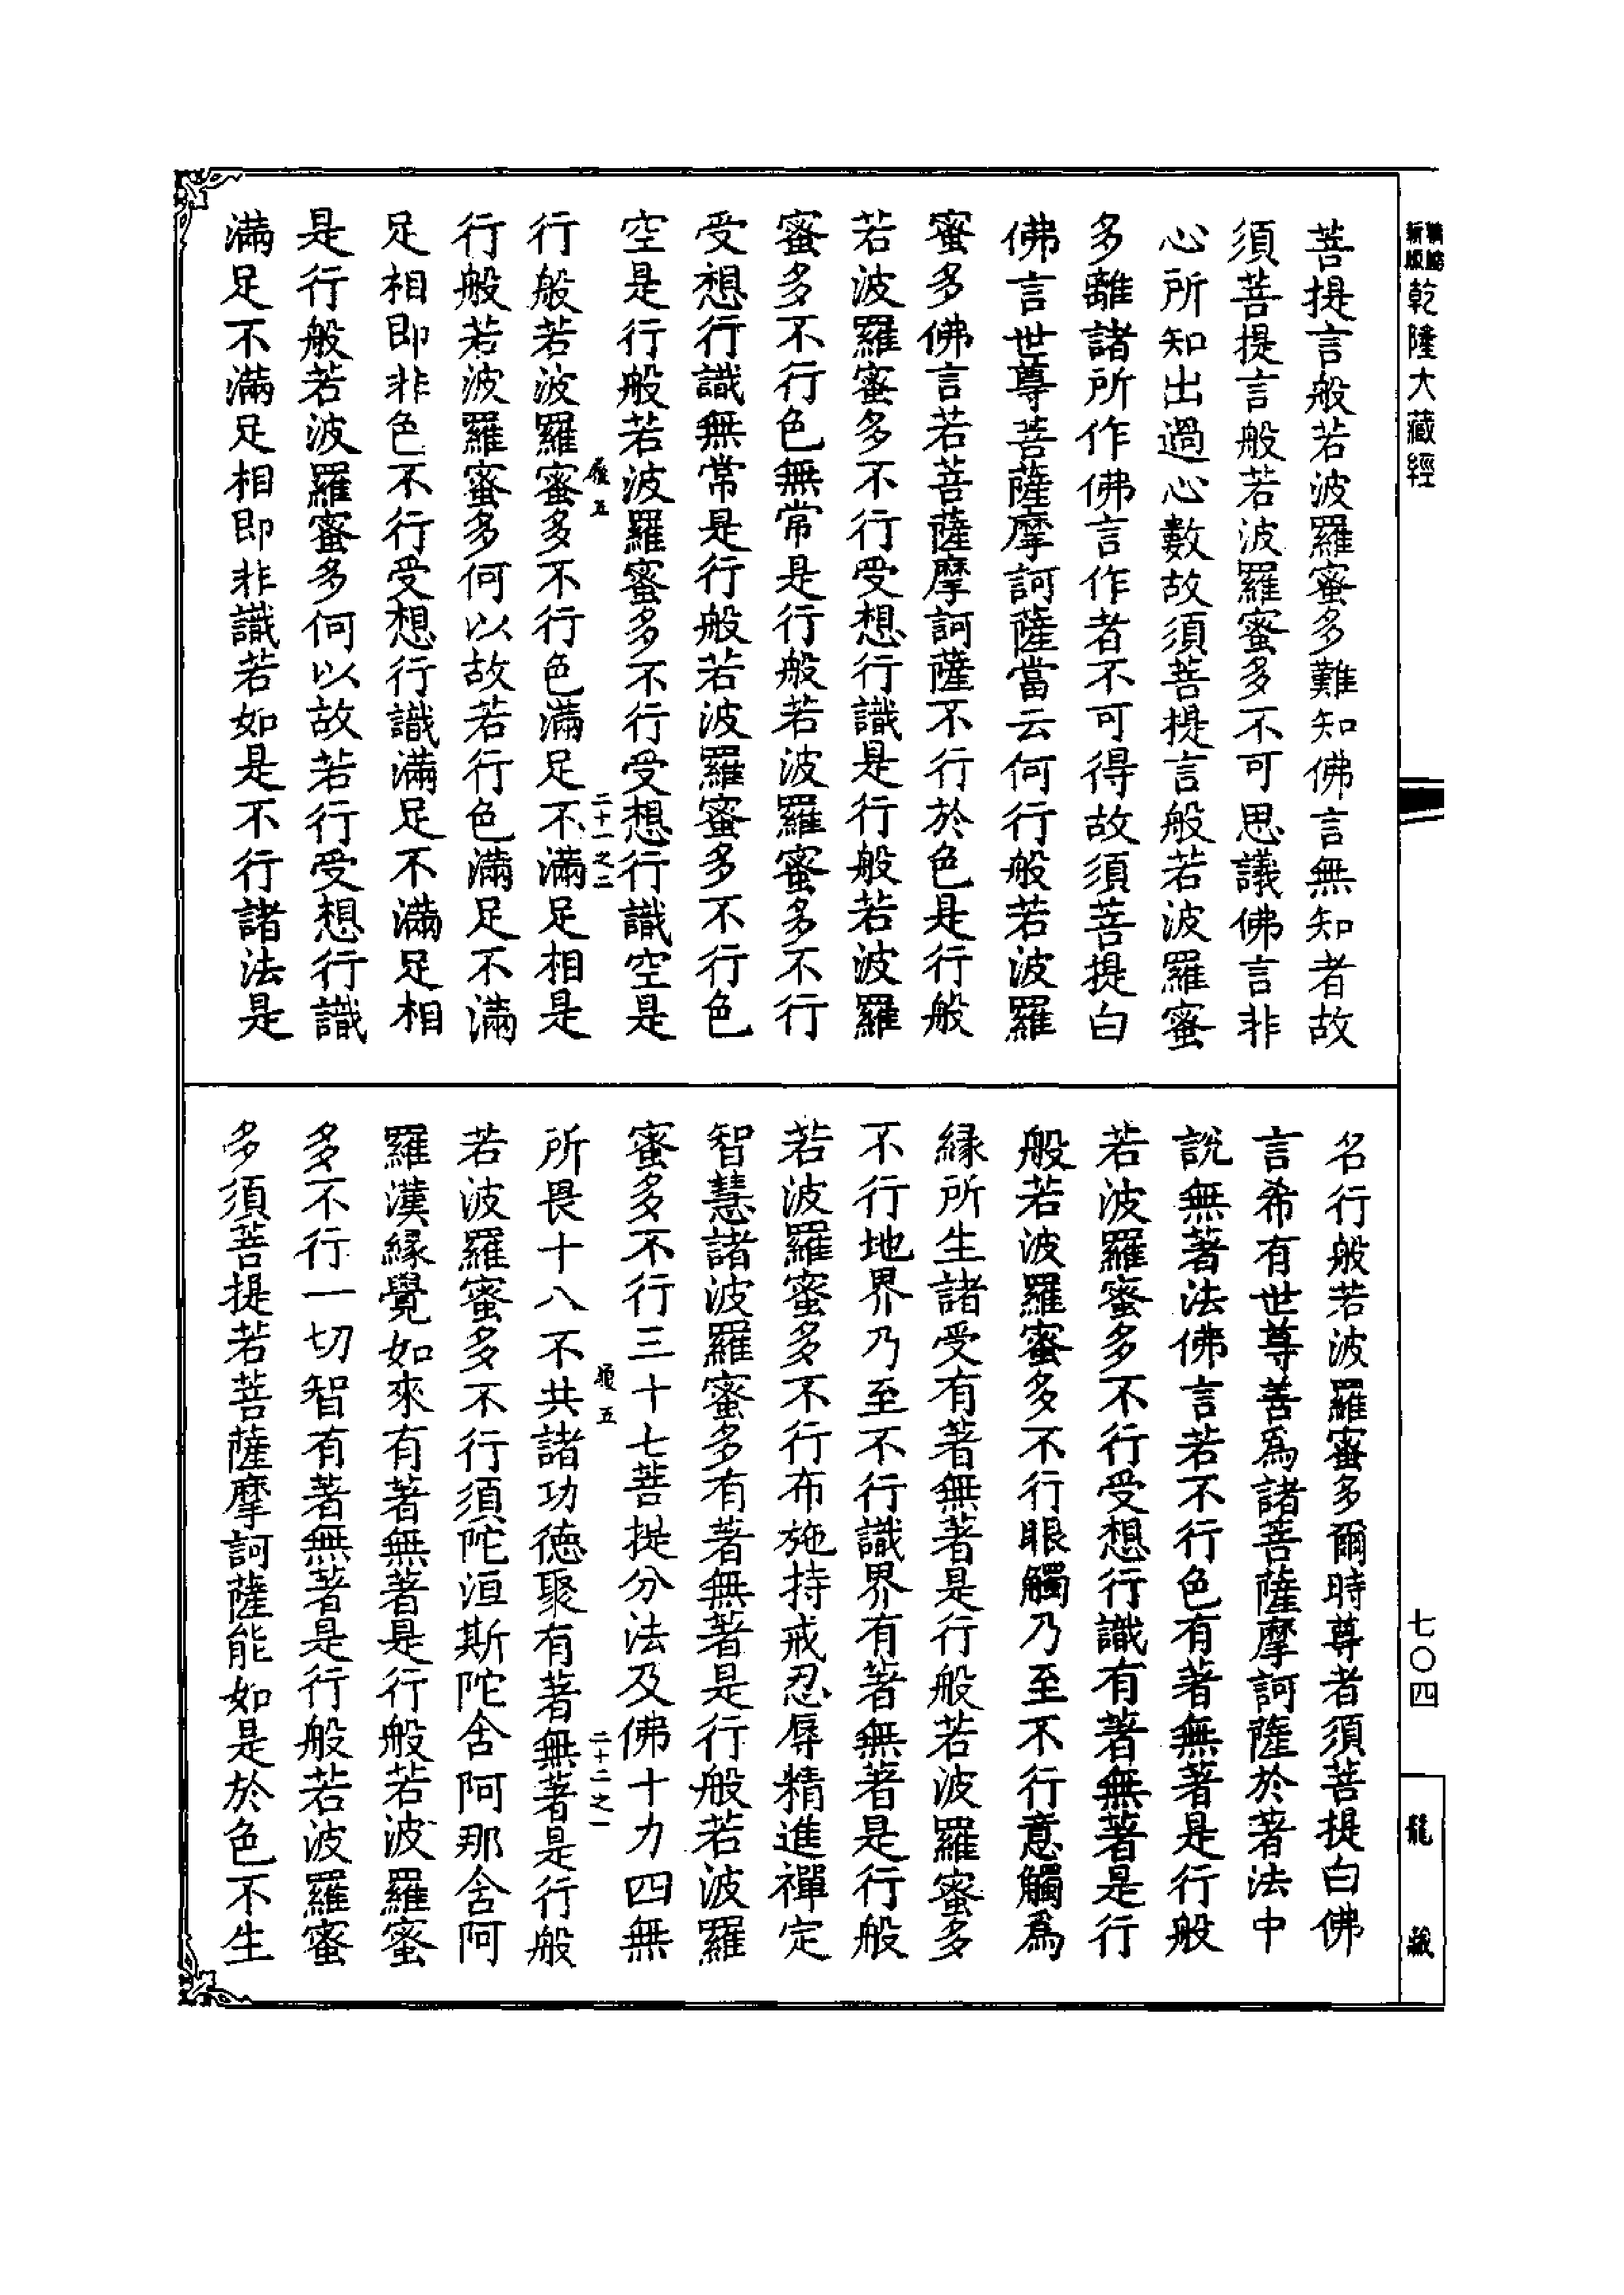 新版
乾隆大藏經
菩提言般若波羅蜜多難知佛言無知者故
須菩提言般若波羅蜜多不可思議佛言非
心所知出過心數故須菩提言般若波羅蜜
多離諸所作佛言作者不可得故須菩提白
佛言世尊菩薩摩訶薩當云何行般若波羅
蜜多佛言若菩薩摩訶薩不行於色是行般
若波羅蜜多不行受想行識是行般若波羅
蜜多不行色無常是行般若波羅蜜多不行
受想行識無常是行般若波羅蜜多不行色
空是行般若波羅蜜多不行受想行識空是
五 二十一之二
行般若波羅蜜多不行色滿足不滿足相是
行般若波羅蜜多何以故若行色滿足不滿
足相即非色不行受想行識滿足不滿足相
是行般若波羅蜜多何以故若行受想行識
滿足不滿足相即非識若如是不行諸法是
名行般若波羅蜜多爾時尊者須菩提白佛
言希有世尊善爲諸菩薩摩訶薩於著法中
說無著法佛言若不行色有著無著是行般
若波羅蜜多不行受想行識有著無著是行
般若波羅蜜多不行眼觸乃至不行意觸爲
緣所生諸受有著無著是行般若波羅蜜多
不行地界乃至不行識界有著無著是行般
若波羅蜜多不行布施持戒忍辱精進禪定
智慧諸波羅蜜多有著無著是行般若波羅
蜜多不行三十七菩提分法及佛十力四無
五 二十二之一
所畏十八不共諸功德聚有著無著是行般
若波羅蜜多不行須陀洹斯陀含阿那含阿
羅漢緣覺如來有著無著是行般若波羅蜜
多不行一切智有著無著是行般若波羅蜜
多須菩提若菩薩摩訶薩能如是於色不生
七〇四
龍藏